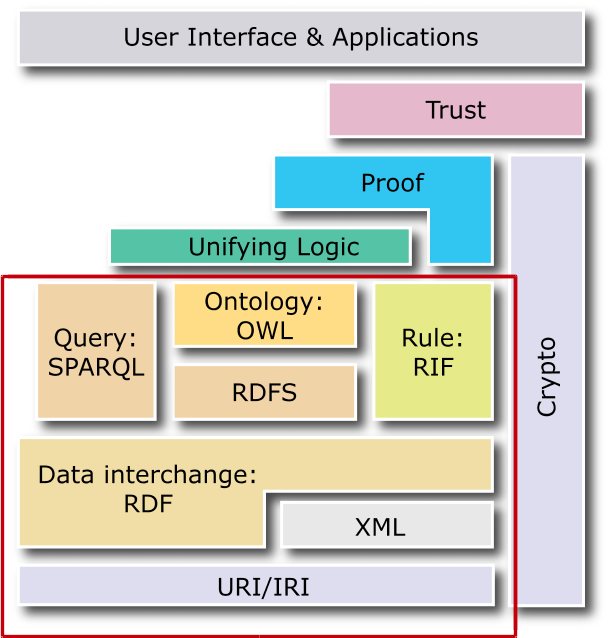 User Interface & Applications
Trust
Proof
Unifying Logic
Query:
SPARQL
Ontology:
OWL
Rule:
RIF
RDFS
Crypto
Data interchange:
RDF
XML
URI/IRI